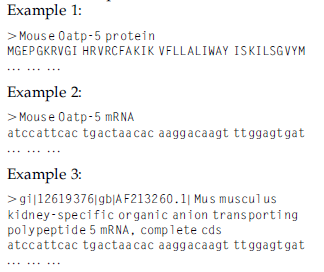 Example 1:
>Mouse Oatp-5 protein
MGEPGKRVGI HRVRCFAKIK VFLLALIWAY ISKILSGVYM
... ... ...
Example 2:
>Mouse Oatp-5 mRNA
atccattcac tgactaacac aaggacaagt ttggagtgat
... ... ...
Example 3:
>gi|12619376|gb|AF213260.1| Mus musculus
kidney-specific organic anion transporting
polypeptide 5 mRNA, complete cds
atccattcac tgactaacac aaggacaagt ttggagtgat
... ... ...